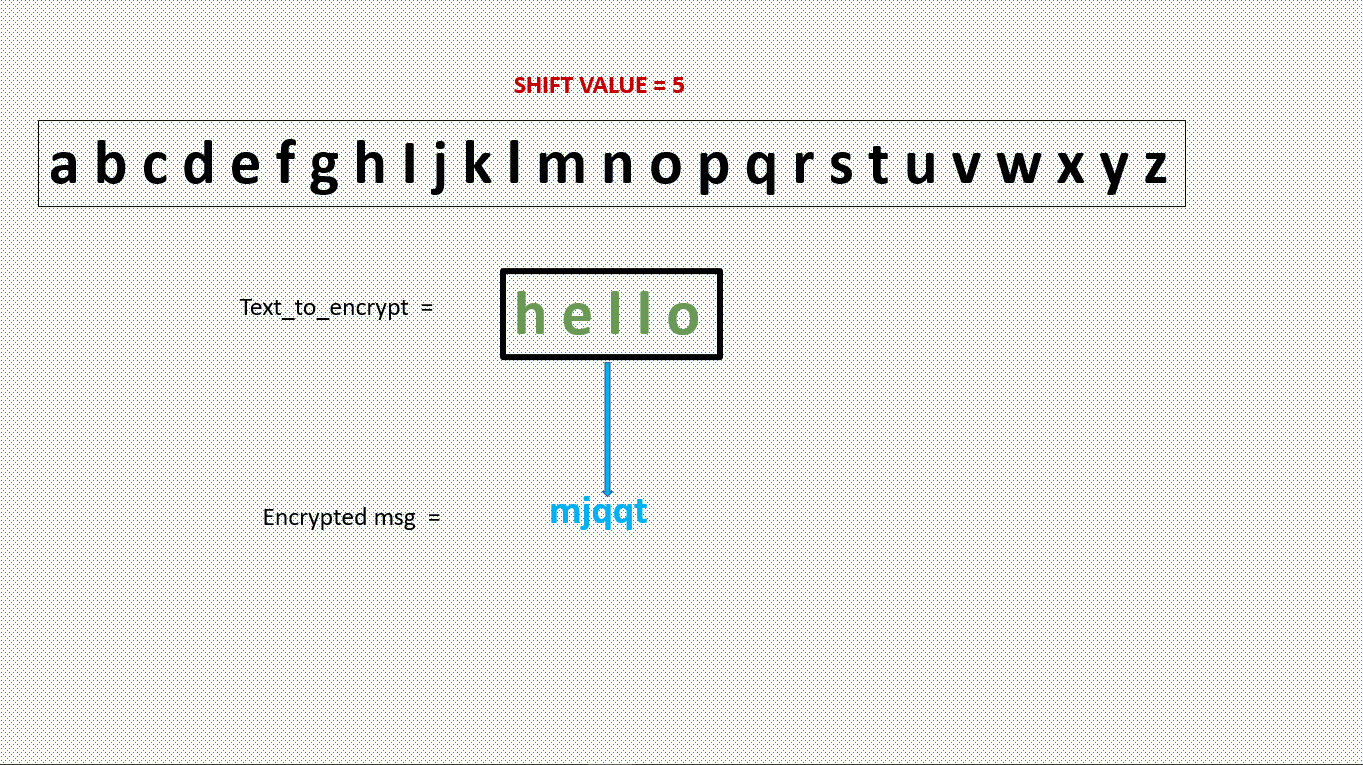 SHIFT VALUE = 5
a b c d e f g h I j k l m n o p q r s t u v w x y z
Text_to_encrypt = h e l l o
Encrypted msg = mjqqt